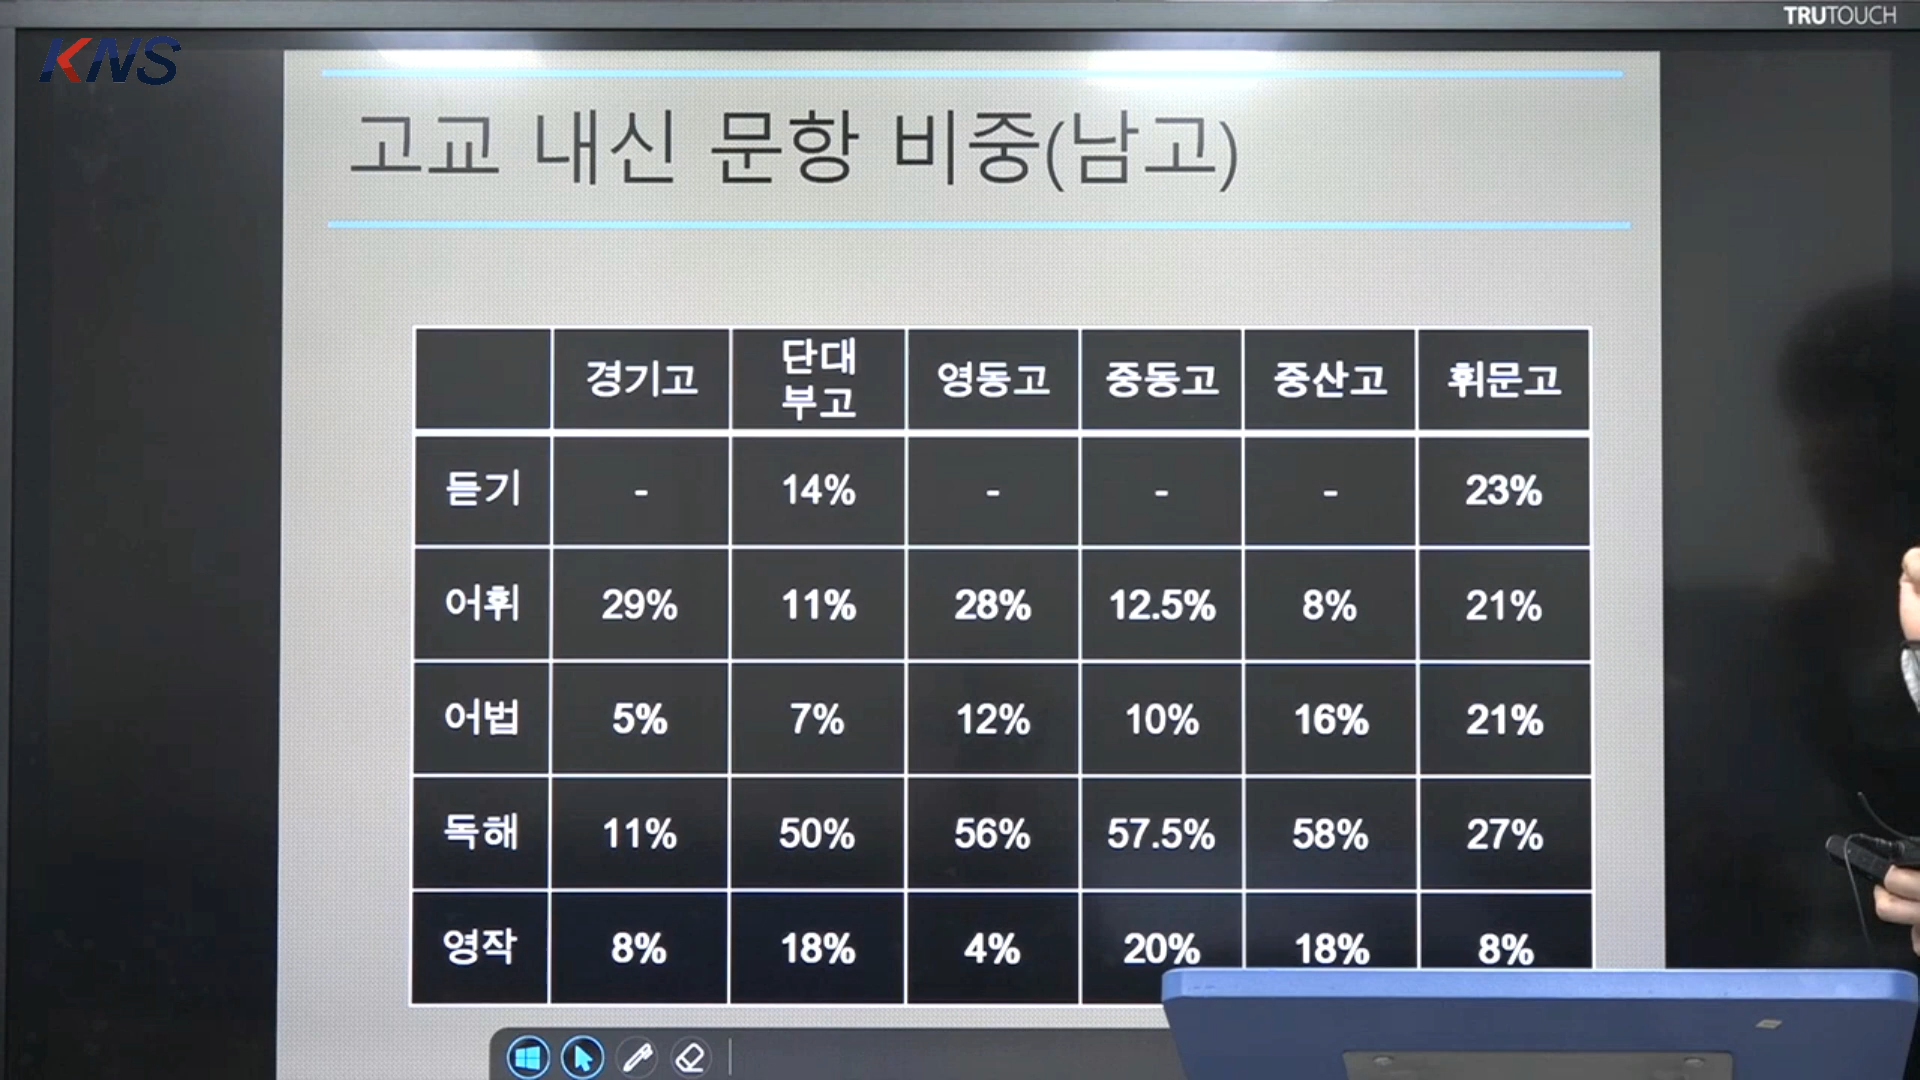 TRUTOUCH
KNS
고교 내신 문항 비중(남고)
경기고 단대부고 영동고 중동고 중산고 휘문고
듣기 - 14% - - - 23%
어휘 29% 11% 28% 12.5% 8% 21%
어법 5% 7% 12% 10% 16% 21%
독해 11% 50% 56% 57.5% 58% 27%
영작 8% 18% 4% 20% 18% 8%